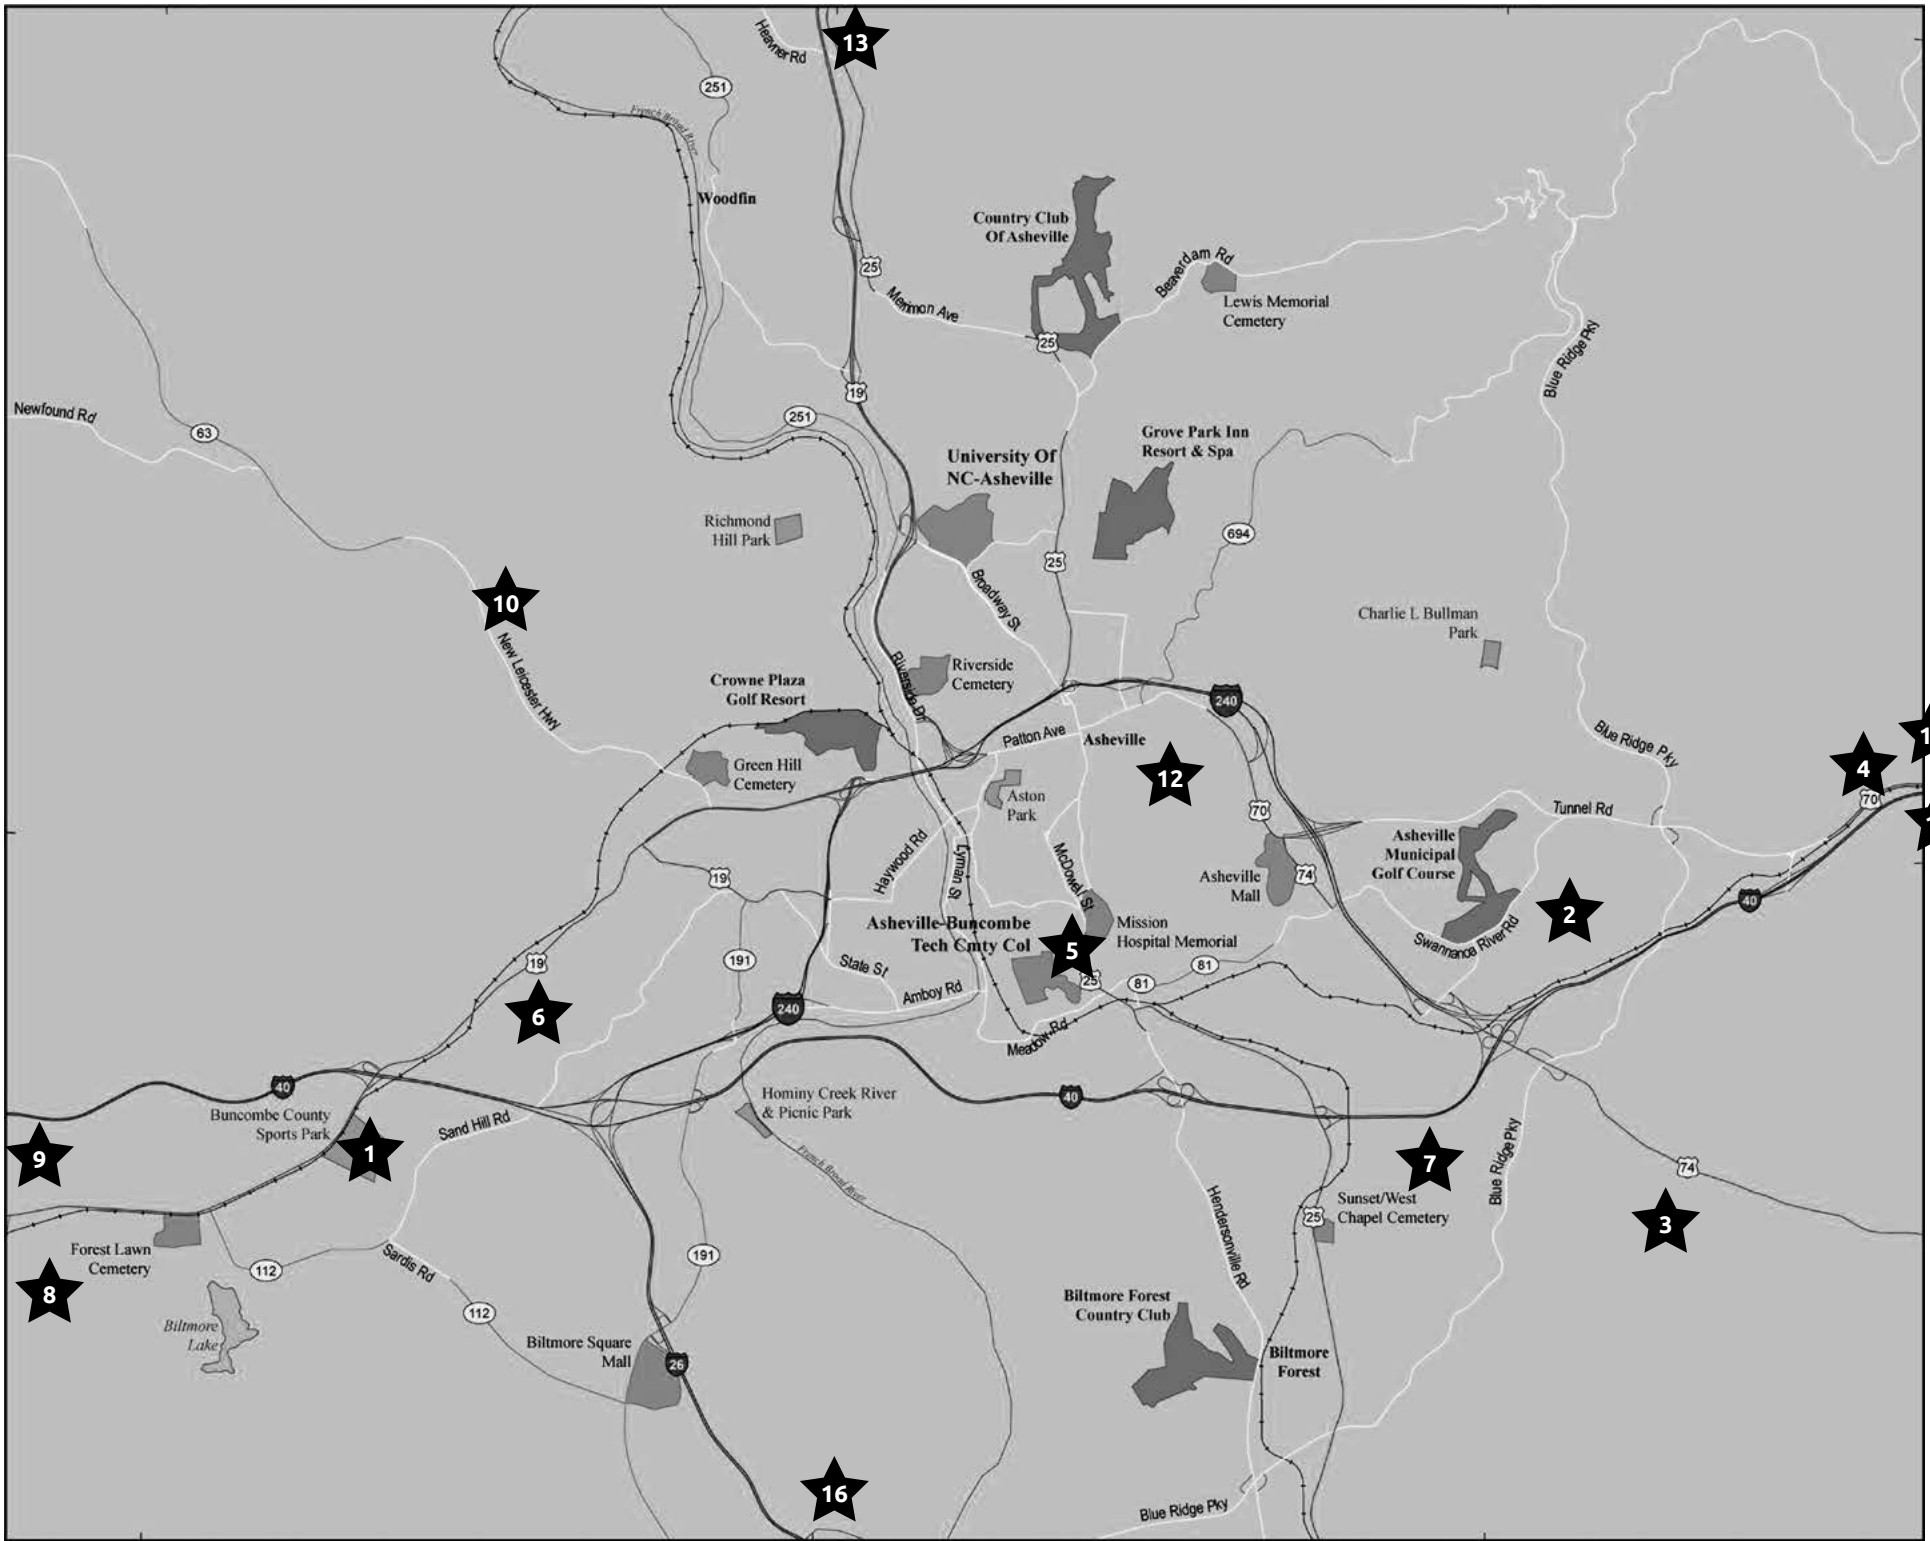 Heavner Rd
13
251
French Broad River
Woodfin
Country Club
Of Asheville
25
Beaverdam Rd
Lewis Memorial
Cemetery
Merrimon Ave
25
Blue Ridge Pky
19
Newfound Rd
63
251
Grove Park Inn
Resort & Spa
University Of
NC-Asheville
Richmond
Hill Park
694
25
10
Broadway St
Charlie L Bullman
Park
New Leicester Hwy
Riverside Dr
Riverside
Cemetery
Crowne Plaza
Golf Resort
240
Patton Ave
Asheville
Blue Ridge Pky
4
1
12
Green Hill
Cemetery
Aston
Park
70
70
Tunnel Rd
Asheville
Municipal
Golf Course
Haywood Rd
Lyman St
McDowel St
Asheville
Mall
74
19
40
2
Asheville-Buncombe
Tech Cmty Col
5
Mission
Hospital Memorial
Swannanoa River Rd
19
191
State St
81
25
81
Amboy Rd
6
240
Meadow Rd
40
Buncombe County
Sports Park
Sand Hill Rd
Hominy Creek River
& Picnic Park
40
9
1
French Broad River
7
Blue Ridge Pky
74
Hendersonville Rd
Sunset/West
Chapel Cemetery
25
3
Forest Lawn
Cemetery
112
Sardis Rd
191
8
112
Biltmore
Lake
Biltmore Square
Mall
26
Biltmore Forest
Country Club
Biltmore
Forest
16
Blue Ridge Pky